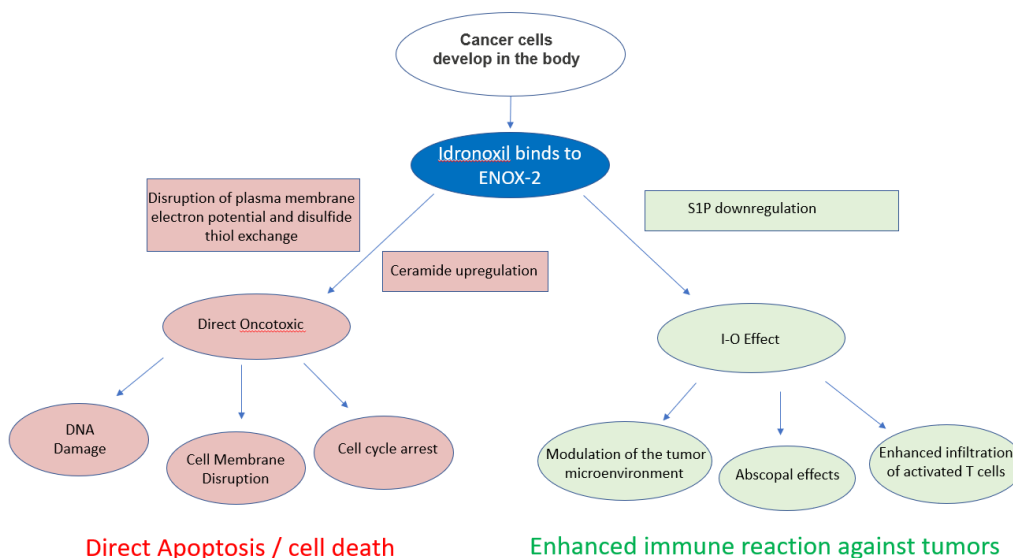 Cancer cells
develop in the body
Idronoxil binds to
ENOX-2
Disruption of plasma membrane
electron potential and disulfide
thiol exchange
S1P downregulation
Ceramide upregulation
Direct Oncotoxic
I-O Effect
DNA
Damage
Cell Membrane
Disruption
Cell cycle arrest
Modulation of the tumor
microenvironment
Abscopal effects
Enhanced infiltration
of activated T cells
Direct Apoptosis / cell death
Enhanced immune reaction against tumors